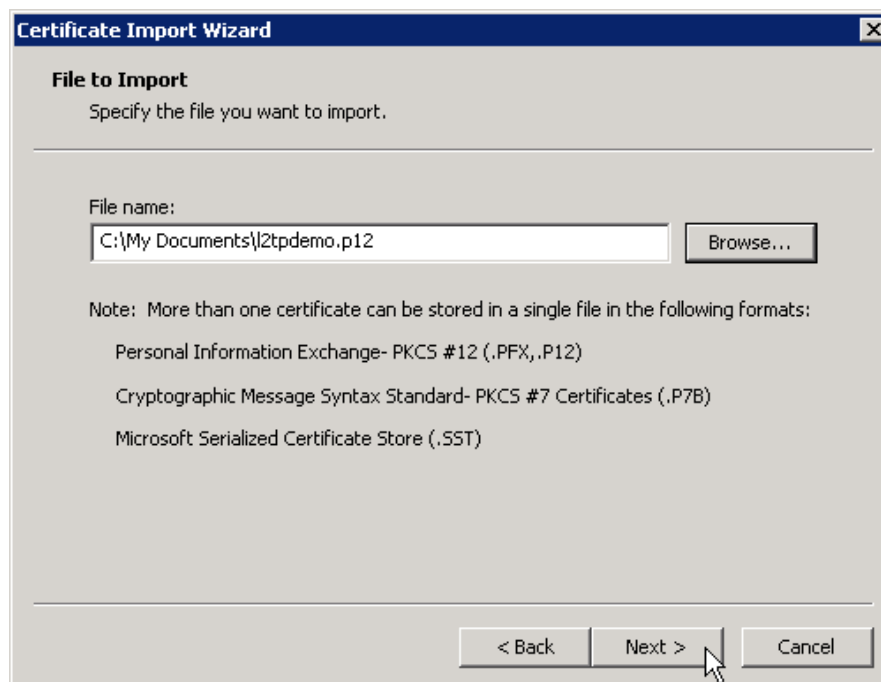 Certificate Import Wizard
File to Import
Specify the file you want to import.
File name:
C:\My Documents\l2tpdemo.p12
Browse...
Note:  More than one certificate can be stored in a single file in the following formats:
Personal Information Exchange- PKCS #12 (.PFX,.P12)
Cryptographic Message Syntax Standard- PKCS #7 Certificates (.P7B)
Microsoft Serialized Certificate Store (.SST)
< Back
Next >
Cancel